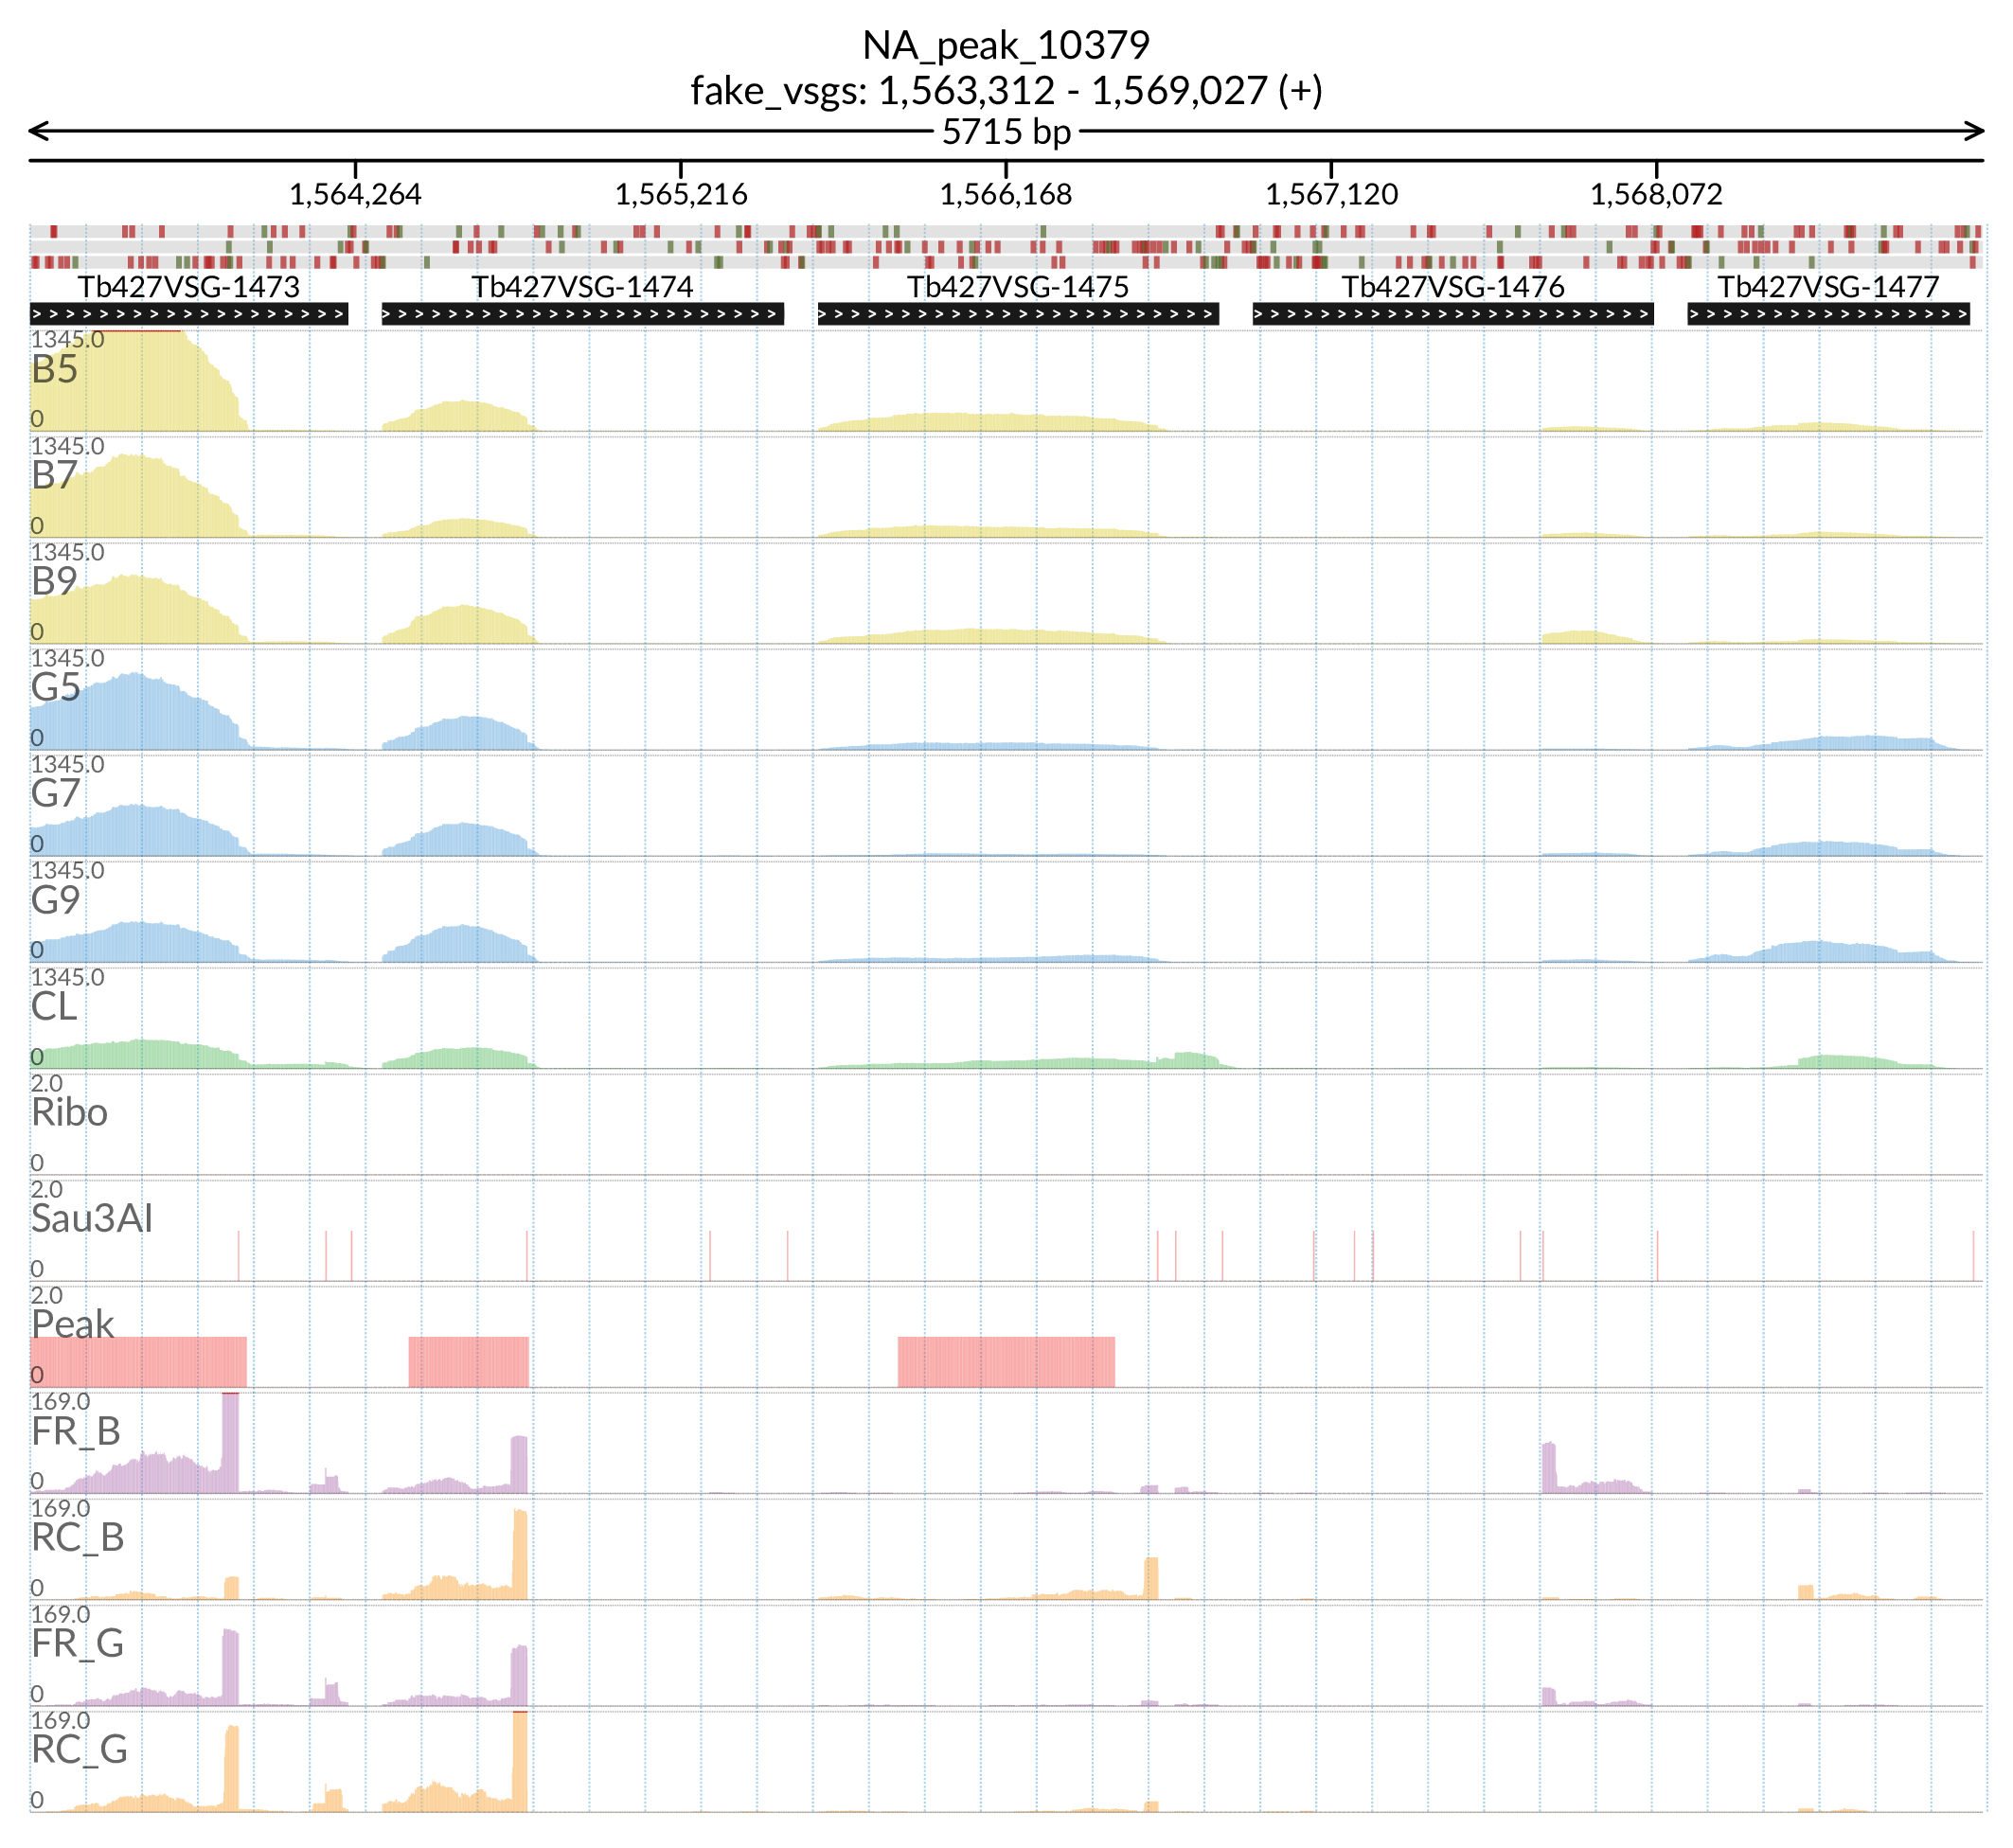 NA_peak_10379
fake_vsgs: 1,563,312 - 1,569,027 (+)
5715 bp
1,564,264 1,565,216 1,566,168 1,567,120 1,568,072
Tb427VSG-1473 Tb427VSG-1474 Tb427VSG-1475 Tb427VSG-1476 Tb427VSG-1477
1345.0
B5
0
1345.0
B7
0
1345.0
B9
0
1345.0
G5
0
1345.0
G7
0
1345.0
G9
0
1345.0
CL
0
2.0
Ribo
0
2.0
Sau3AI
0
2.0
Peak
0
169.0
FR_B
0
169.0
RC_B
0
169.0
FR_G
0
169.0
RC_G
0